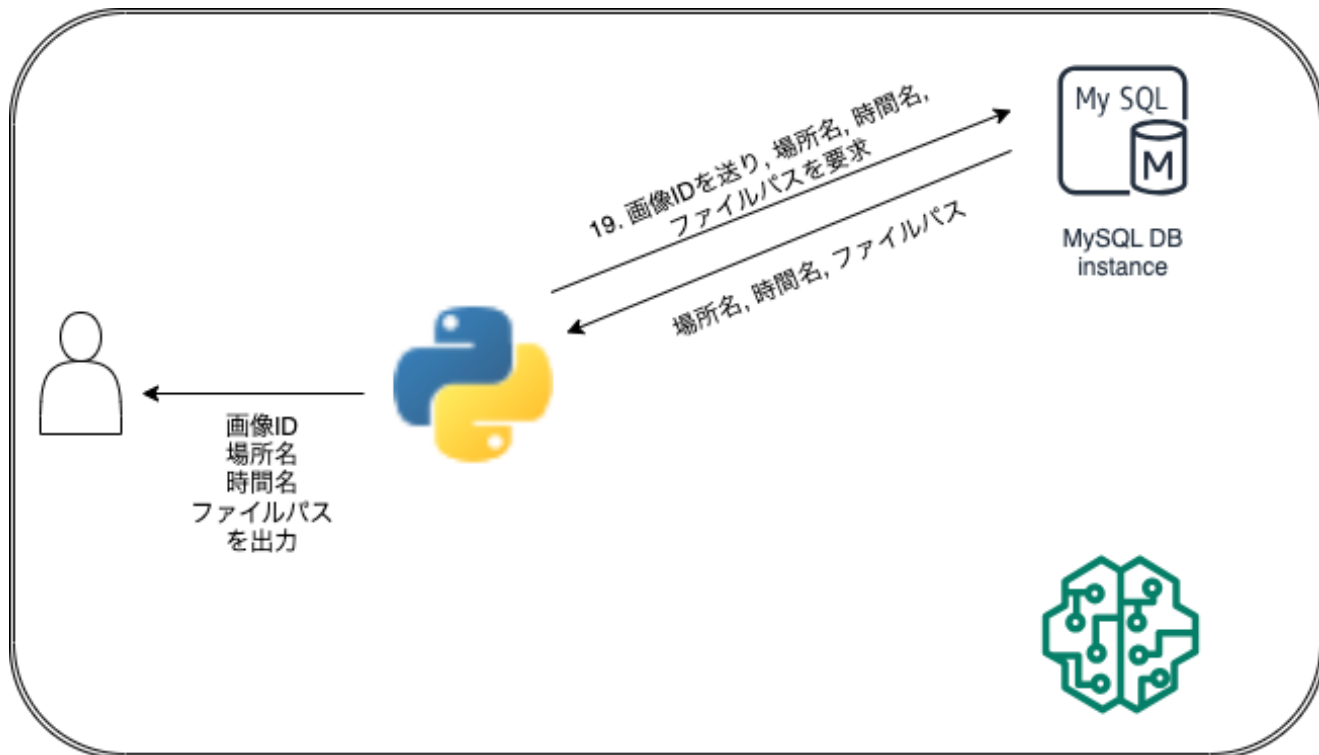 My SQL
M
MySQL DB
instance
19. 画像IDを送り, 場所名, 時間名,
ファイルパスを要求
場所名, 時間名, ファイルパス
画像ID
場所名
時間名
ファイルパス
を出力